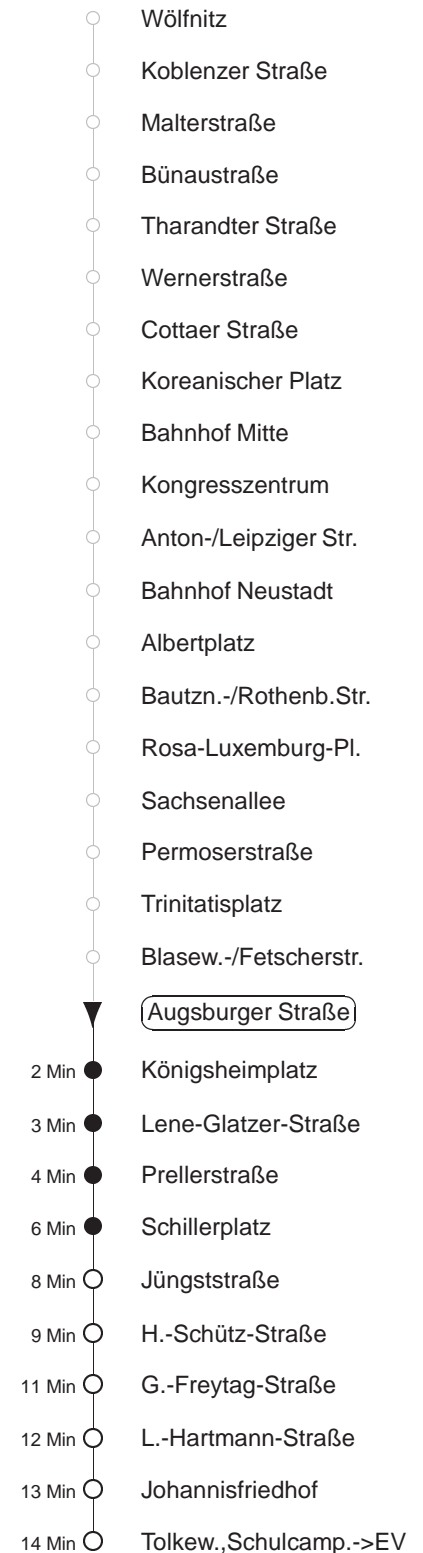 Wölfnitz
Koblenzer Straße
Malterstraße
Bünaustraße
Tharandter Straße
Wernerstraße
Cottaer Straße
Koreanischer Platz
Bahnhof Mitte
Kongresszentrum
Anton-/Leipziger Str.
Bahnhof Neustadt
Albertplatz
Bautzn.-/Rothenb.Str.
Rosa-Luxemburg-Pl.
Sachsenallee
Permoserstraße
Trinitatisplatz
Blasew.-/Fetscherstr.
Augsburger Straße
2 Min Königsheimplatz
3 Min Lene-Glatzer-Straße
4 Min Prellerstraße
6 Min Schillerplatz
8 Min Jüngststraße
9 Min H.-Schütz-Straße
11 Min G.-Freytag-Straße
12 Min L.-Hartmann-Straße
13 Min Johannisfriedhof
14 Min Tolkew.,Schulcamp.->EV